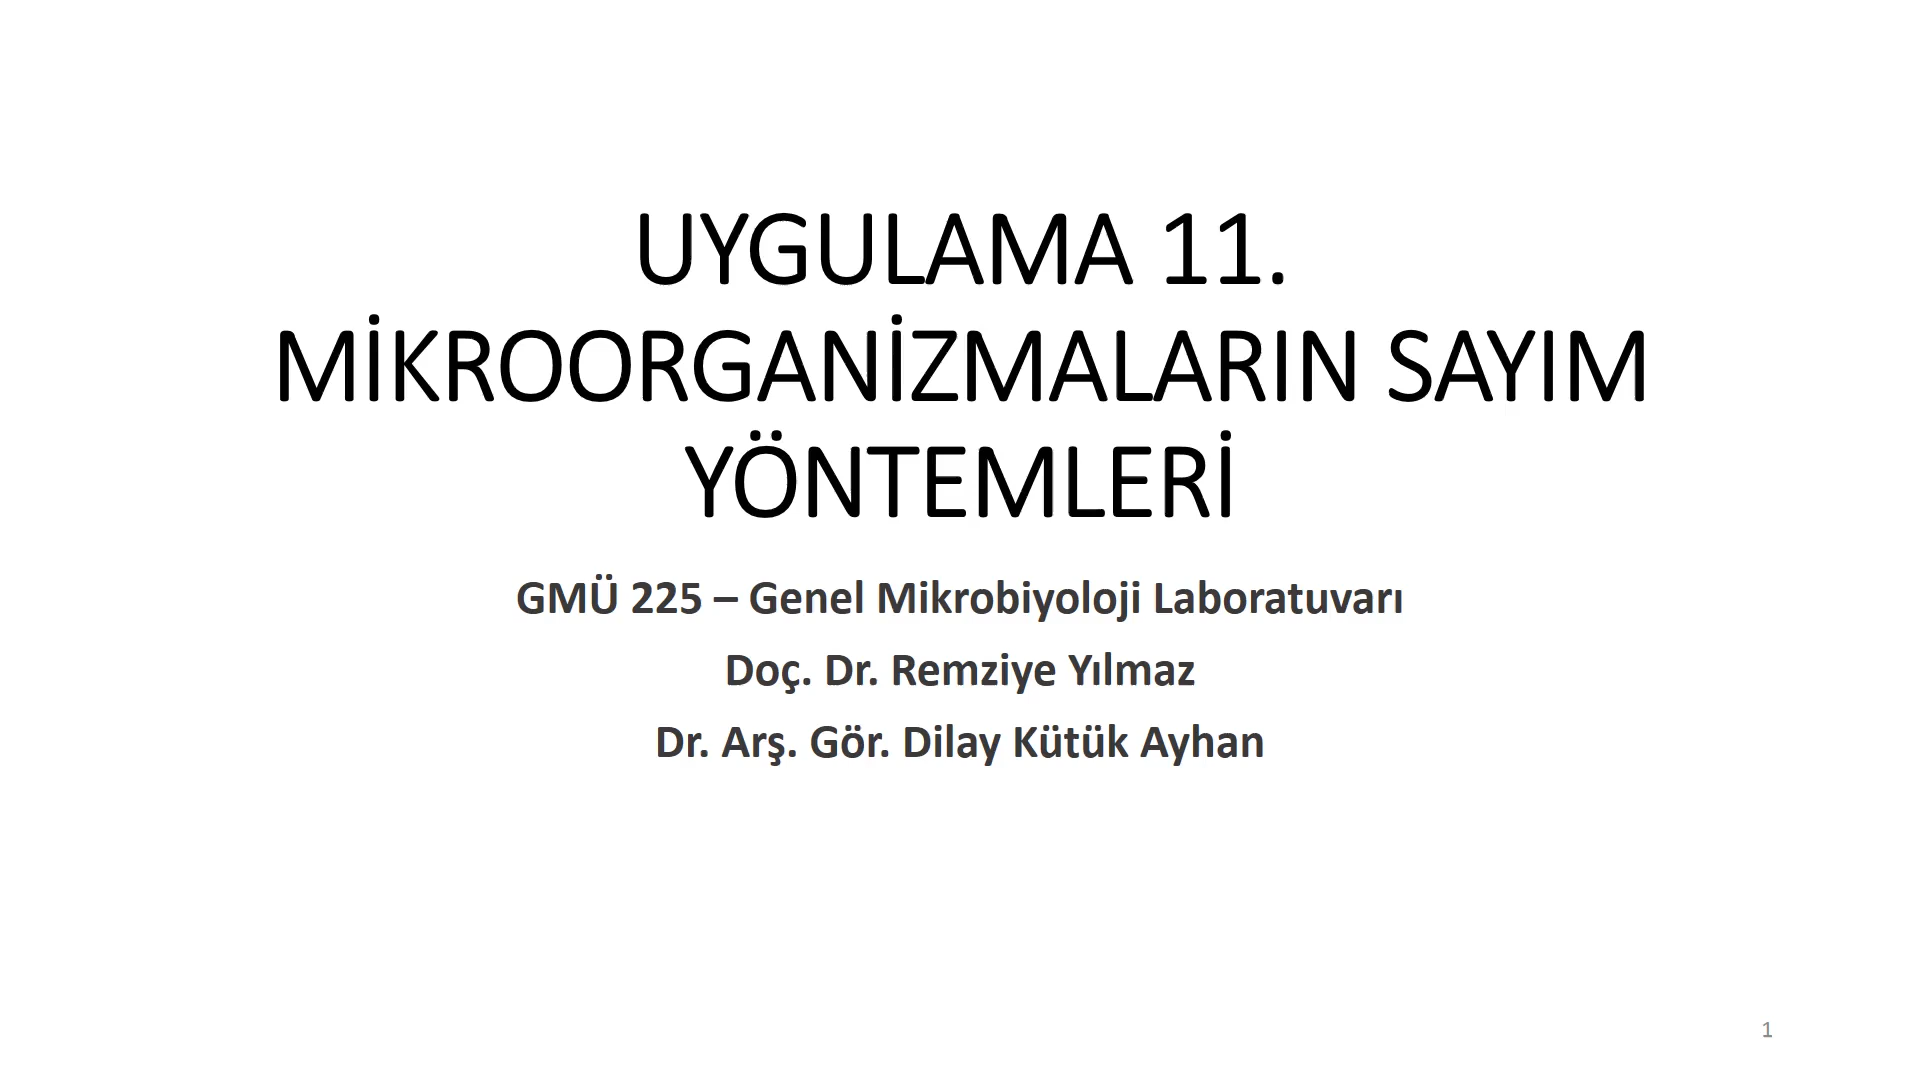 UYGULAMA 11.
MİKROORGANİZMALARIN SAYIM
YÖNTEMLERİ
GMÜ 225 – Genel Mikrobiyoloji Laboratuvarı
Doç. Dr. Remziye Yılmaz
Dr. Arş. Gör. Dilay Kütük Ayhan
1